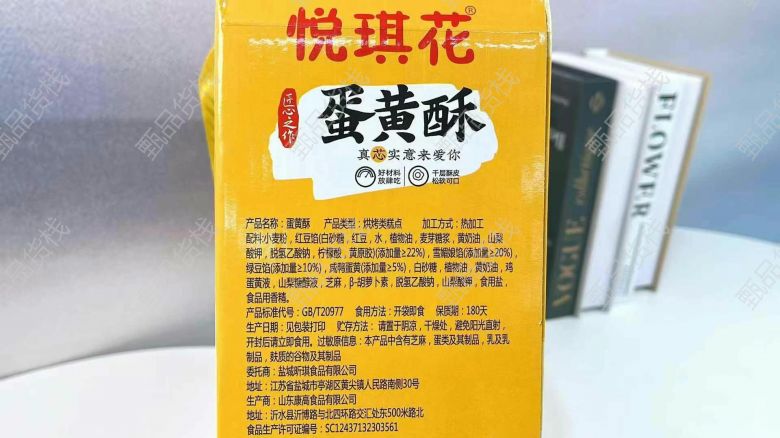 悦琪花®
匠心之作
蛋黄酥
真芯实意来爱你
好材料
放肆吃
千层酥皮
松软可口
产品名称：蛋黄酥 产品类型：烘烤类糕点 加工方式：热加工
配料:小麦粉，红豆馅(白砂糖，红豆，水，植物油，麦芽糖浆，黄奶油，山梨
酸钾，脱氢乙酸钠，柠檬酸，黄原胶)(添加量≥22%)，雪媚娘馅(添加量≥20%)，
绿豆馅(添加量≥10%)，咸鸭蛋黄(添加量≥5%)，白砂糖，植物油，黄奶油，鸡
蛋黄液，山梨糖醇液，芝麻，β-胡萝卜素，脱氢乙酸钠，山梨酸钾，食用盐，
食品用香精。
产品标准代号：GB/T20977 食用方法：开袋即食 保质期：180天
生产日期：见包装打印 贮存方法：请置于阴凉，干燥处，避免阳光直射，
开封后请立即食用。过敏原信息：本产品中含有芝麻，蛋类及其制品，乳及乳
制品，麸质的谷物及其制品
委托商：盐城昕琪食品有限公司
地址：江苏省盐城市亭湖区黄尖镇人民路南侧30号
生产商：山东康高食品有限公司
地址：沂水县沂博路与北四环路交汇处东500米路北
食品生产许可证编号：SC12437132303561
VOGUE
FLOWER
甄品货栈